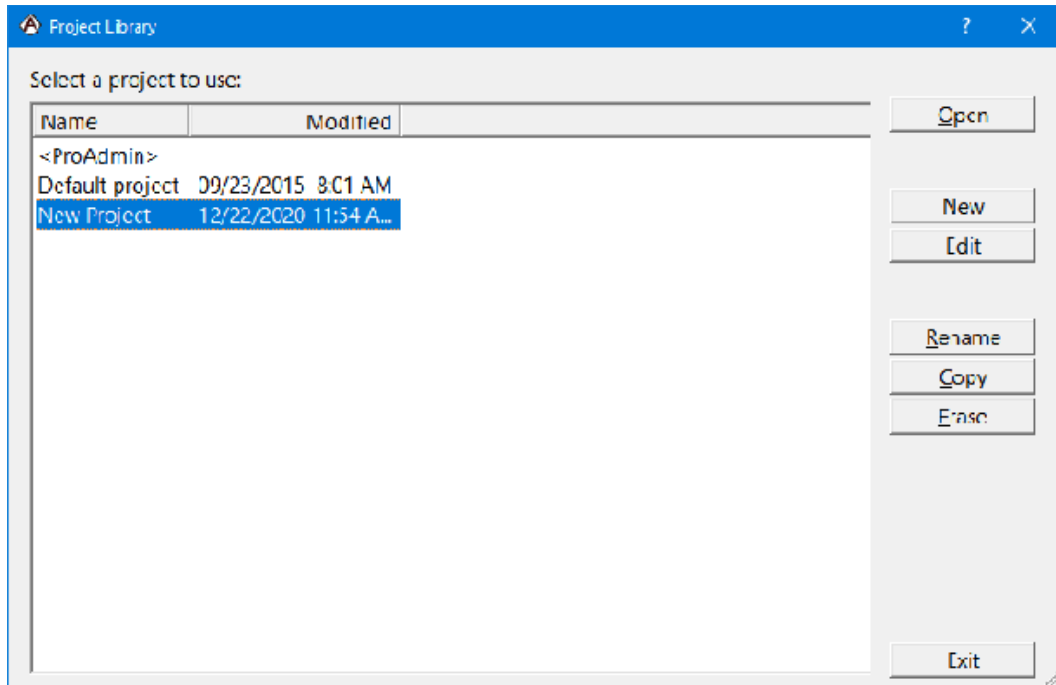 Project Library
Select a project to use:
Name Modified
<ProAdmin>
Default project 09/23/2015 8:01 AM
New Project 12/22/2020 11:54 A...
Open
New
Edit
Rename
Copy
Erase
Exit